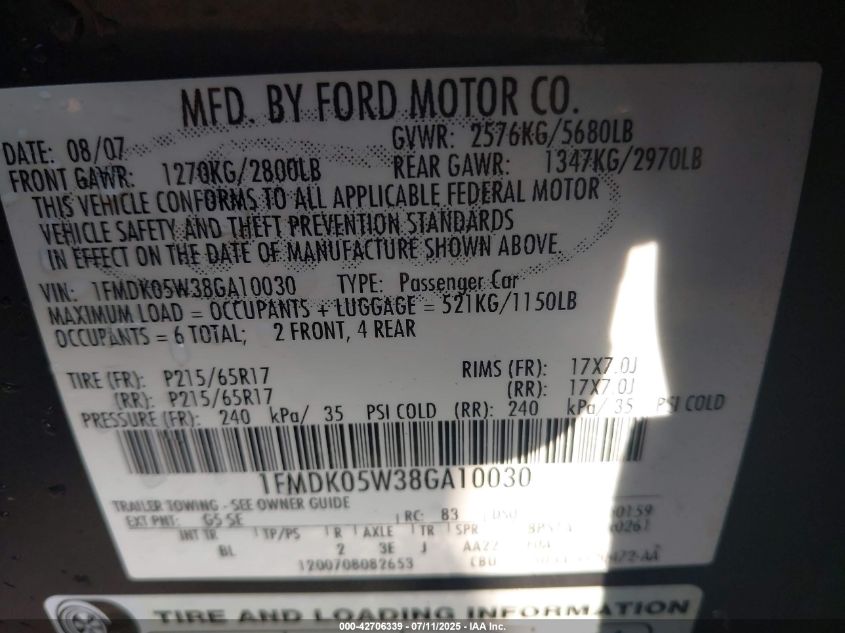 MFD. BY FORD MOTOR CO.
DATE: 08/07 GVWR: 2576KG/5680LB
FRONT GAWR: 1270KG/2800LB REAR GAWR: 1347KG/2970LB
THIS VEHICLE CONFORMS TO ALL APPLICABLE FEDERAL MOTOR
VEHICLE SAFETY AND THEFT PREVENTION STANDARDS
IN EFFECT ON THE DATE OF MANUFACTURE SHOWN ABOVE.
VIN: 1FMDK05W38GA10030 TYPE: Passenger Car
MAXIMUM LOAD = OCCUPANTS + LUGGAGE = 521KG/1150LB
OCCUPANTS = 6 TOTAL; 2 FRONT, 4 REAR
TIRE (FR): P215/65R17 RIMS (FR): 17X7.0J
(RR): P215/65R17 (RR): 17X7.0J
PRESSURE (FR): 240 kPa/ 35 PSI COLD (RR): 240 kPa/ 35 PSI COLD
1FMDK05W38GA10030
TRAILER TOWING - SEE OWNER GUIDE
EXT PNT: G5 SE RC: 83 DSO:
INT TR TP/PS R AXLE TR SPR
BL 2 3E J AA22
1200708082653
TIRE AND LOADING INFORMATION
000-42706339 - 07/11/2025 - IAA Inc.